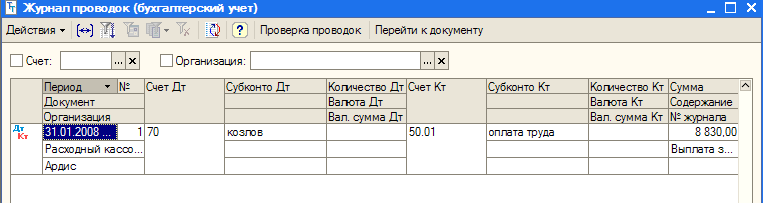 Журнал проводок (бухгалтерский учет)
Действия Проверка проводок Перейти к документу
Счет: ... x Организация: ... x
Период № Счет Дт Субконто Дт Количество Дт Счет Кт Субконто Кт Количество Кт Сумма
Документ Валюта Дт Валюта Кт Содержание
Организация Вал. сумма Дт Вал. сумма Кт № журнала
Дт Кт 31.01.2008 ... 1 70 козлов 50.01 оплата труда 8 830,00
Расходный кассо... Выплата з...
Ардис